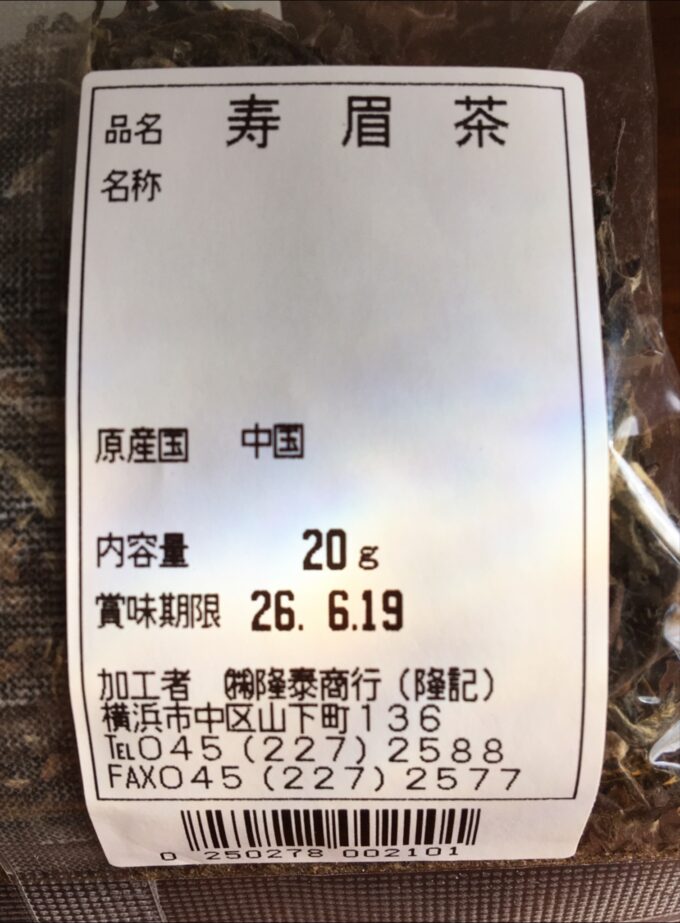 品名 寿眉茶
名称
原産国 中国
内容量 20g
賞味期限 26. 6.19
加工者 ㈱隆泰商行(隆記)
横浜市中区山下町136
℡045(227)2588
FAX045(227)2577
0 250278 002101